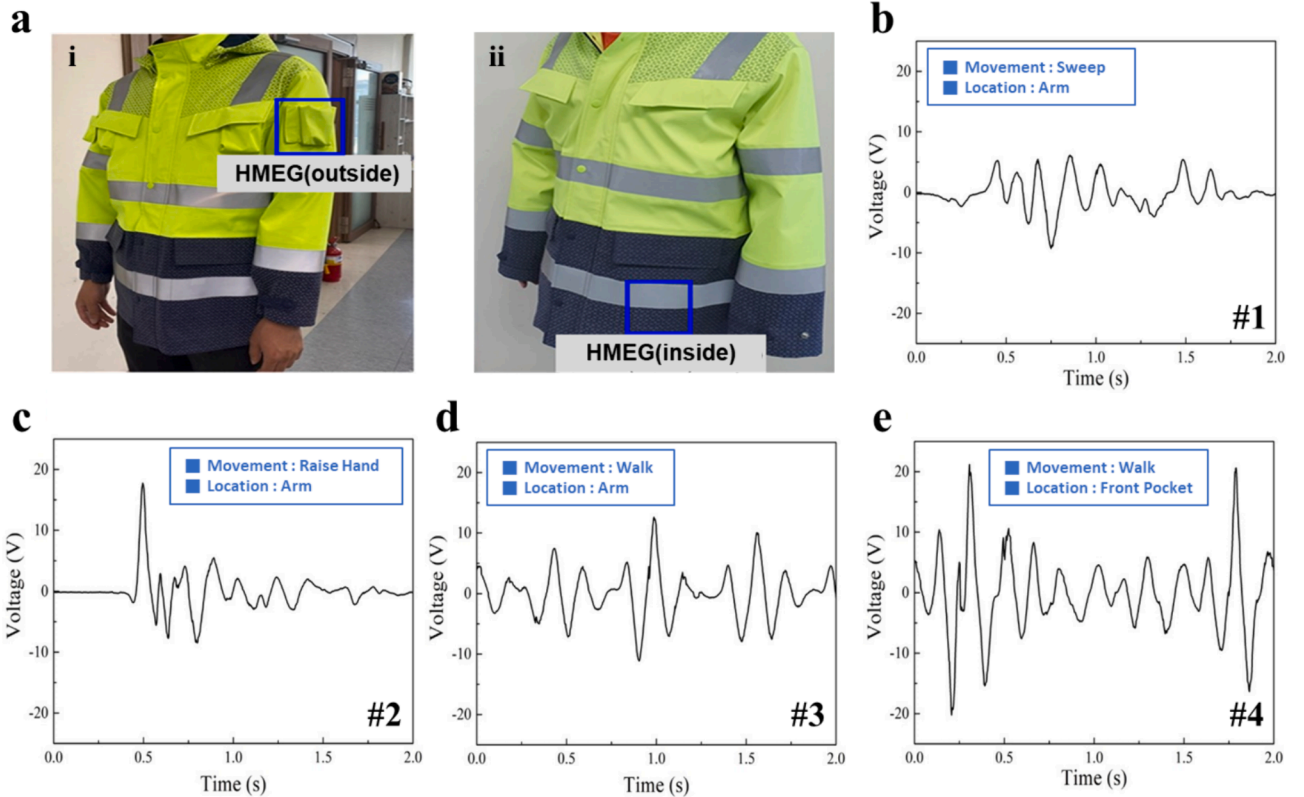 a
i
HMEG(outside)
ii
HMEG(inside)
b
Movement : Sweep
Location : Arm
Voltage (V)
20
10
0
-10
-20
#1
0.0 0.5 1.0 1.5 2.0
Time (s)
c
Movement : Raise Hand
Location : Arm
Voltage (V)
20
10
0
-10
-20
#2
0.0 0.5 1.0 1.5 2.0
Time (s)
d
Movement : Walk
Location : Arm
Voltage (V)
20
10
0
-10
-20
#3
0.0 0.5 1.0 1.5 2.0
Time (s)
e
Movement : Walk
Location : Front Pocket
Voltage (V)
20
10
0
-10
-20
#4
0.0 0.5 1.0 1.5 2.0
Time (s)